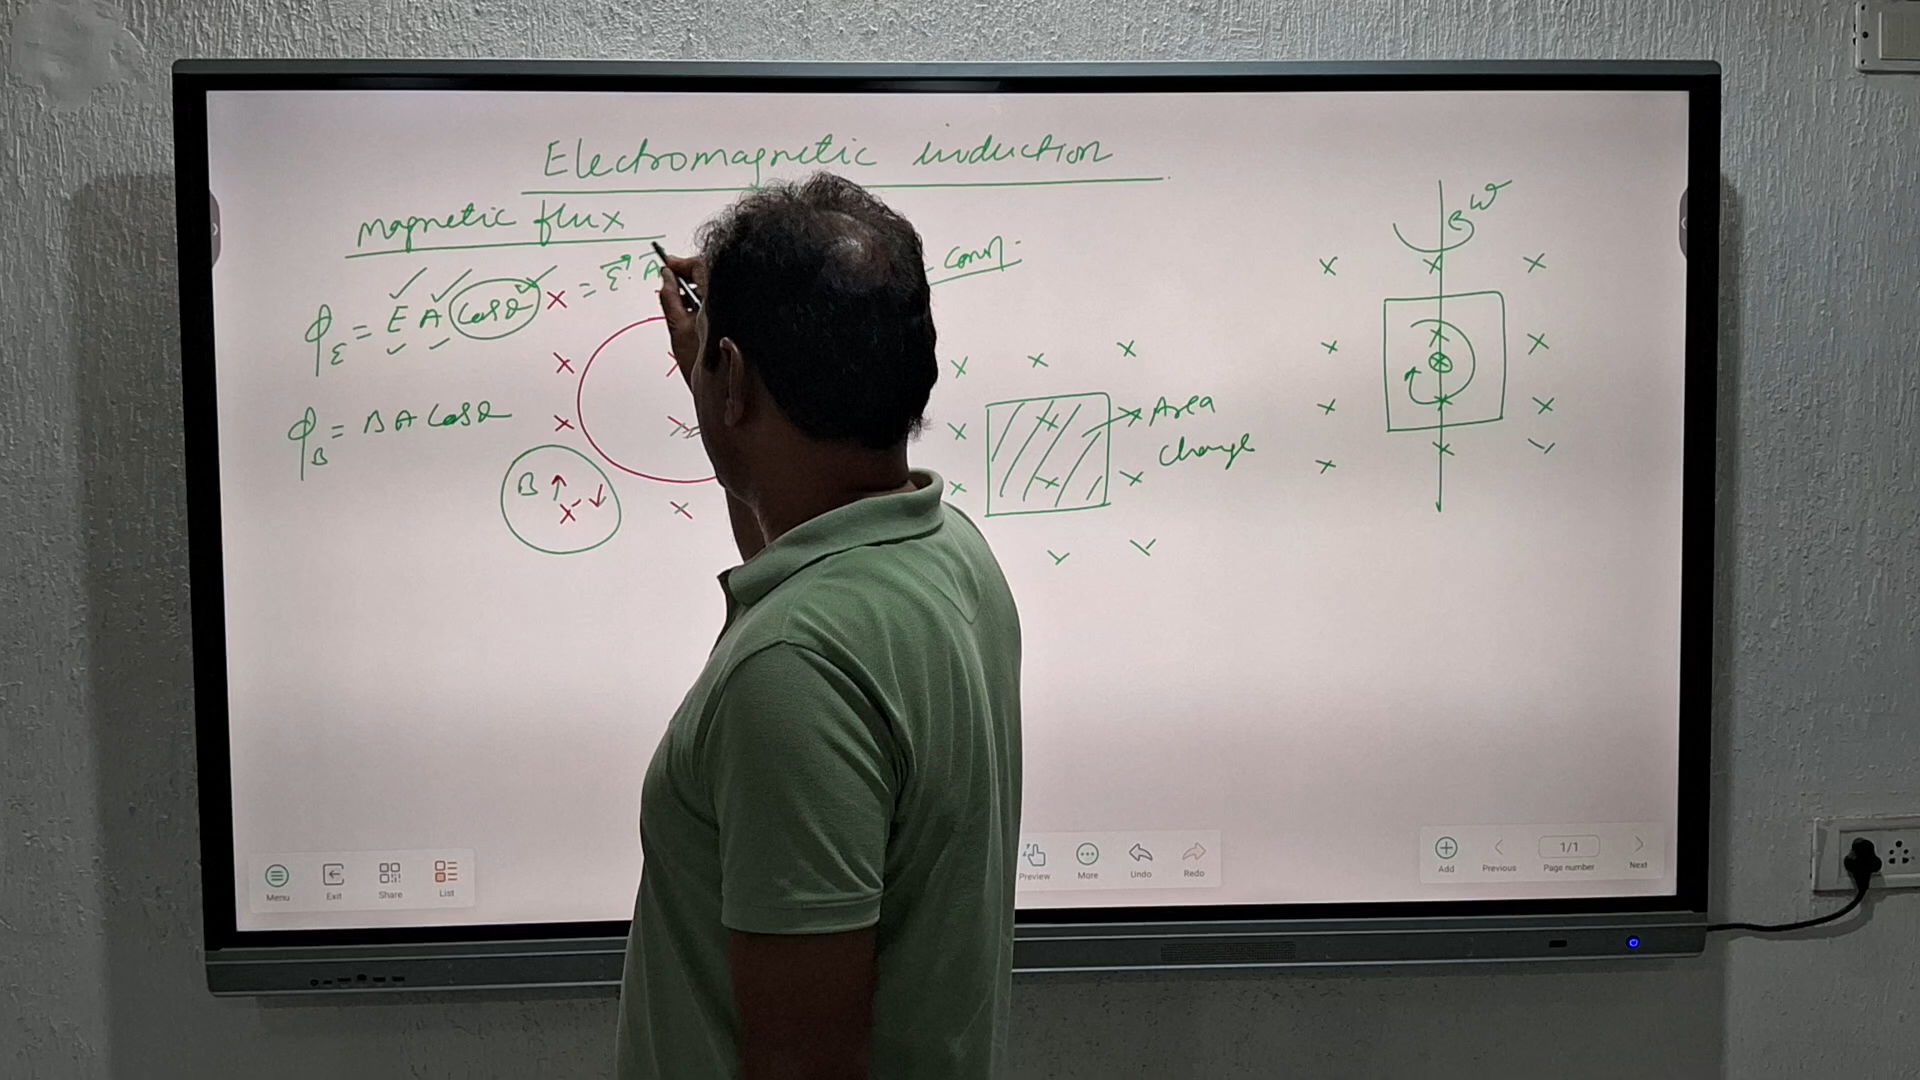 Electromagnetic induction
magnetic flux
ϕE = E A Cosθ = E⃗. A⃗
ϕB = B A Cosθ
B
Area
Change
ω
Menu
Exit
Share
List
Preview
More
Undo
Redo
Add
Previous
1/1
Page number
Next